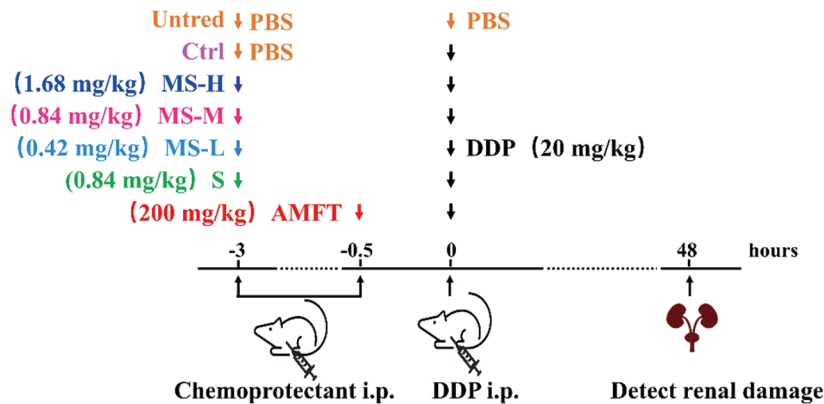 Untred PBS PBS
Ctrl PBS
(1.68 mg/kg) MS-H
(0.84 mg/kg) MS-M
(0.42 mg/kg) MS-L DDP (20 mg/kg)
(0.84 mg/kg) S
(200 mg/kg) AMFT
-3 -0.5 0 48 hours
Chemoprotectant i.p. DDP i.p. Detect renal damage